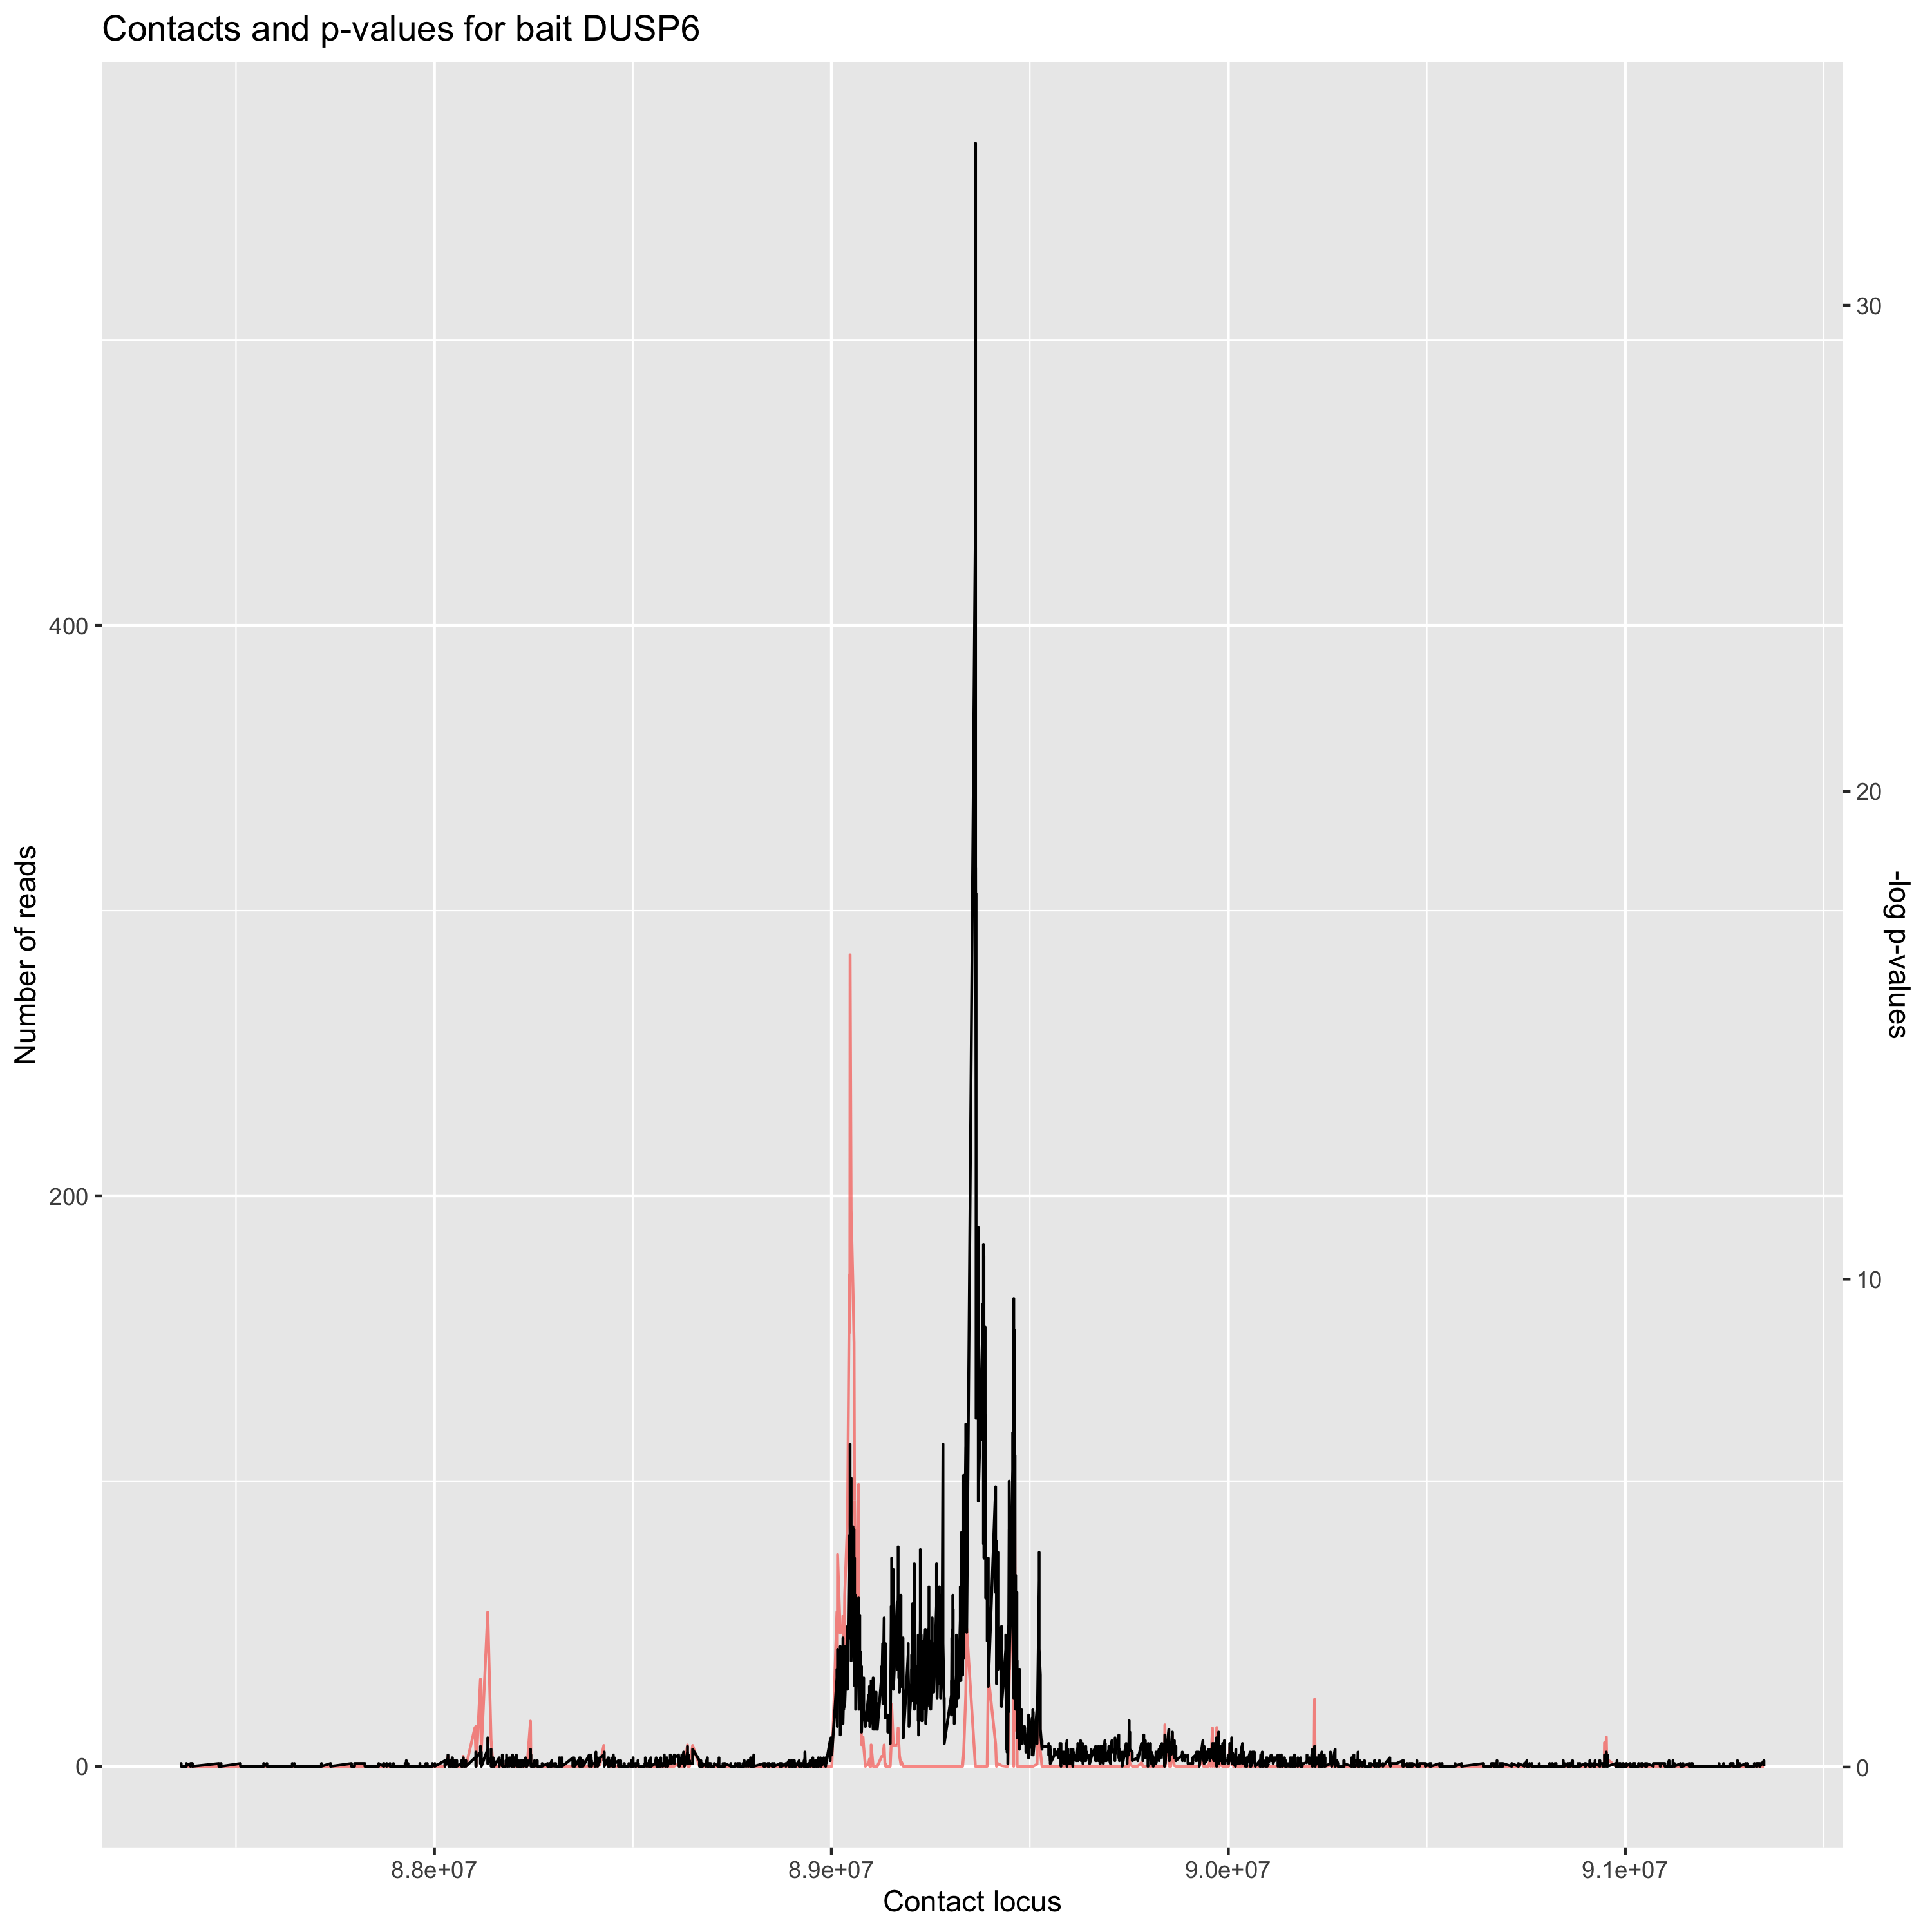 Contacts and p-values for bait DUSP6
Number of reads
400
200
0
30
20
10
0
-log p-values
8.8e+07 8.9e+07 9.0e+07 9.1e+07
Contact locus